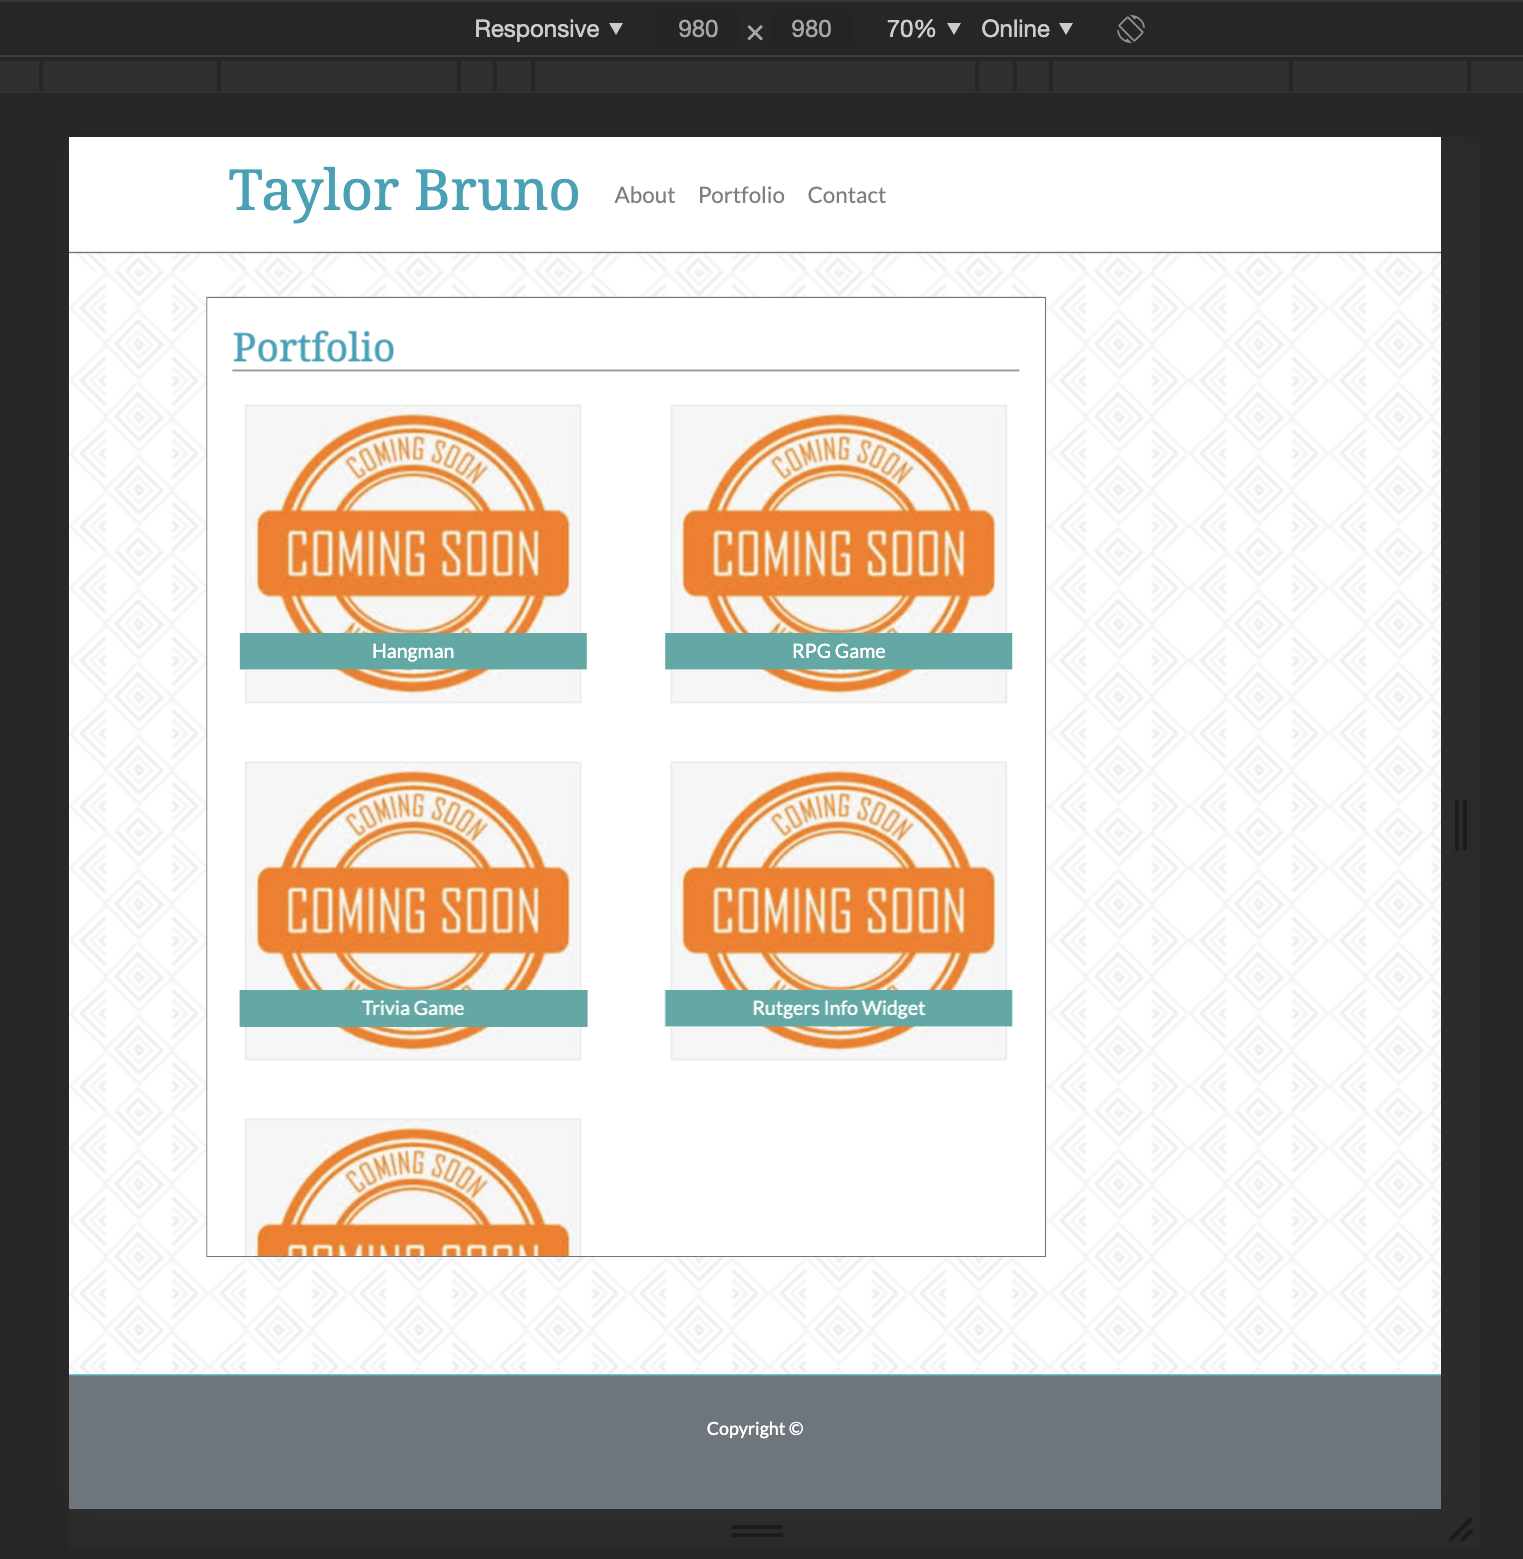 Responsive ▼ 980 × 980 70% ▼ Online ▼
Taylor Bruno About Portfolio Contact
Portfolio
COMING SOON
COMING SOON
Hangman
COMING SOON
COMING SOON
RPG Game
COMING SOON
COMING SOON
Trivia Game
COMING SOON
COMING SOON
Rutgers Info Widget
COMING SOON
COMING SOON
Copyright ©